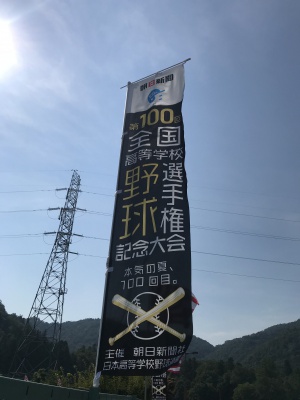 朝日新聞
第100回
全国
高等学校
野球
選手権
記念大会
本気の夏、
100回目。
主催 朝日新聞社
日本高等学校野球